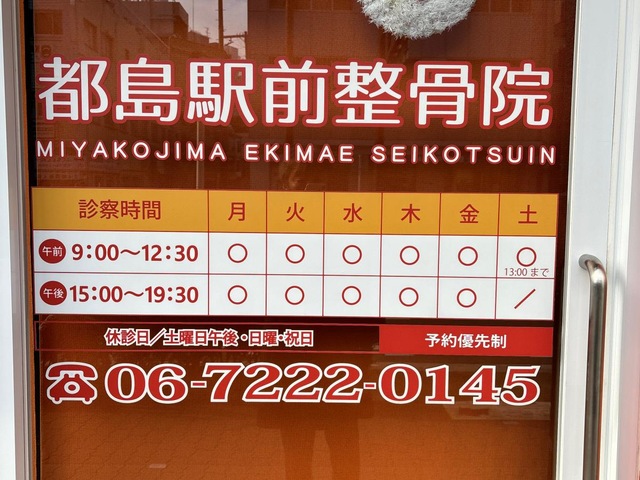 都島駅前整骨院
MIYAKOJIMA EKIMAE SEIKOTSUIN
診察時間 月 火 水 木 金 土
午前 9:00〜12:30 ○ ○ ○ ○ ○ ○ 13:00 まで
午後 15:00〜19:30 ○ ○ ○ ○ ○ ／
休診日／土曜日午後・日曜・祝日 予約優先制
☎06-7222-0145